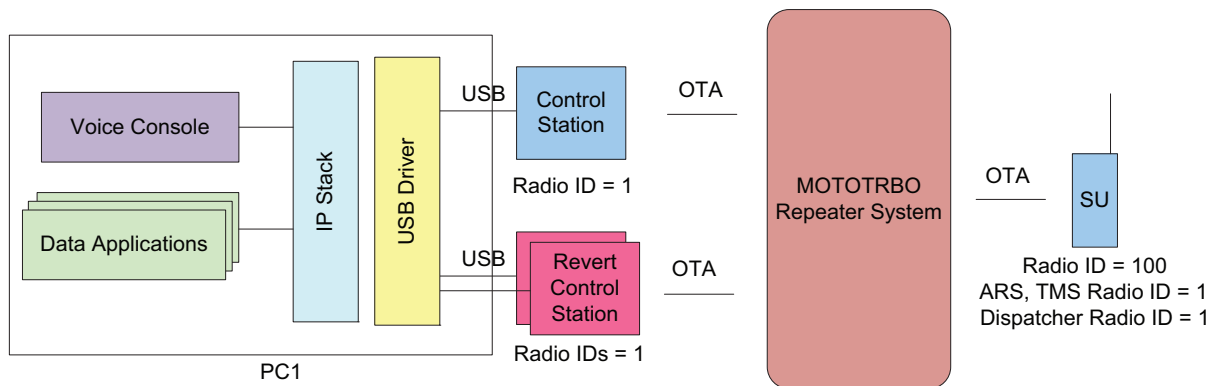 Voice Console
Data Applications
IP Stack
USB Driver
PC1
USB
Control
Station
Radio ID = 1
USB
Revert
Control
Station
Radio IDs = 1
OTA
OTA
MOTOTRBO
Repeater System
OTA
SU
Radio ID = 100
ARS, TMS Radio ID = 1
Dispatcher Radio ID = 1